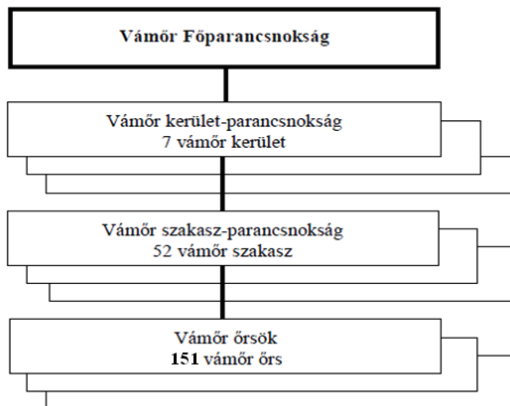 Vámőr Főparancsnokság
Vámőr kerület-parancsnokság
7 vámőr kerület
Vámőr szakasz-parancsnokság
52 vámőr szakasz
Vámőr őrsök
151 vámőr őrs